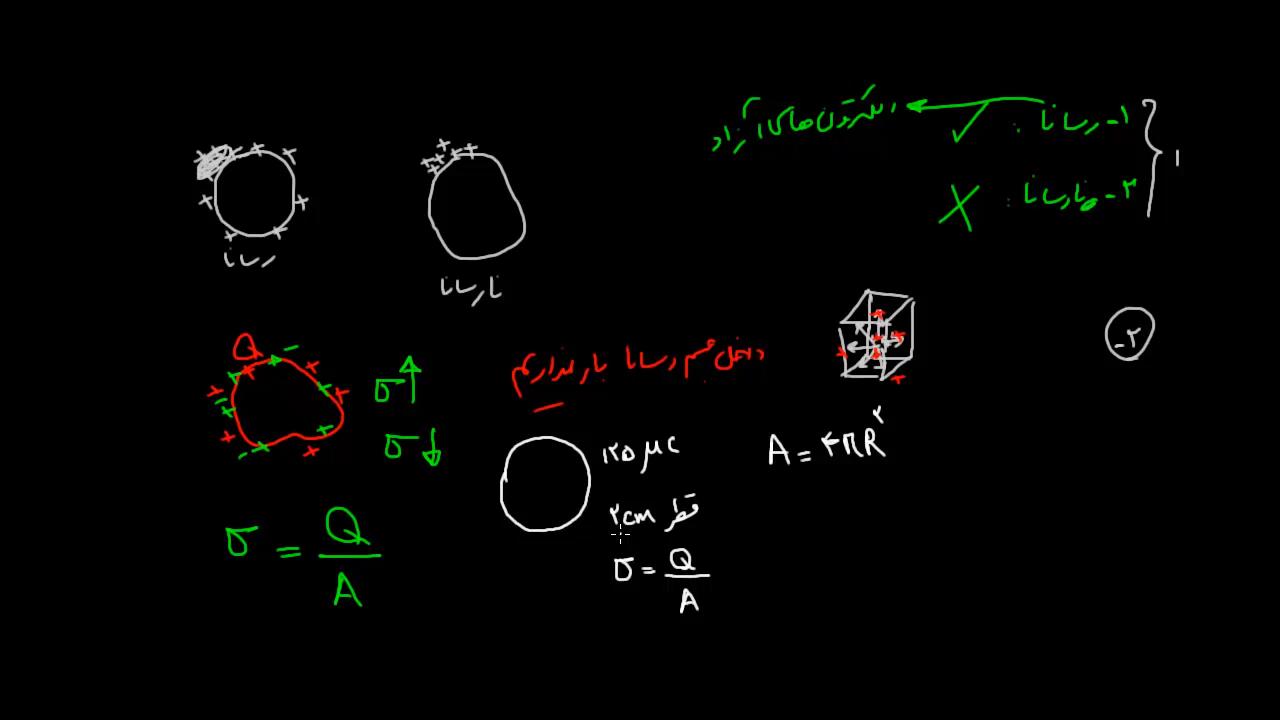 ۱
۱- رسانا : الکترون های آزاد
۲- نارسانا :
رسانا
نارسانا
۲-
داخل جسم رسانا بار نداریم
Q
σ ↑
σ ↓
σ = Q / A
۱۲۵ μc
قطر ۲cm
σ = Q / A
A = ۴πR²